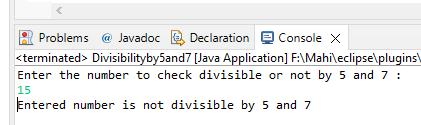 Problems @ Javadoc Declaration Console
<terminated> Divisibilityby5and7 [Java Application] F:\Mahi\eclipse\plugins\
Enter the number to check divisible or not by 5 and 7 :
15
Entered number is not divisible by 5 and 7